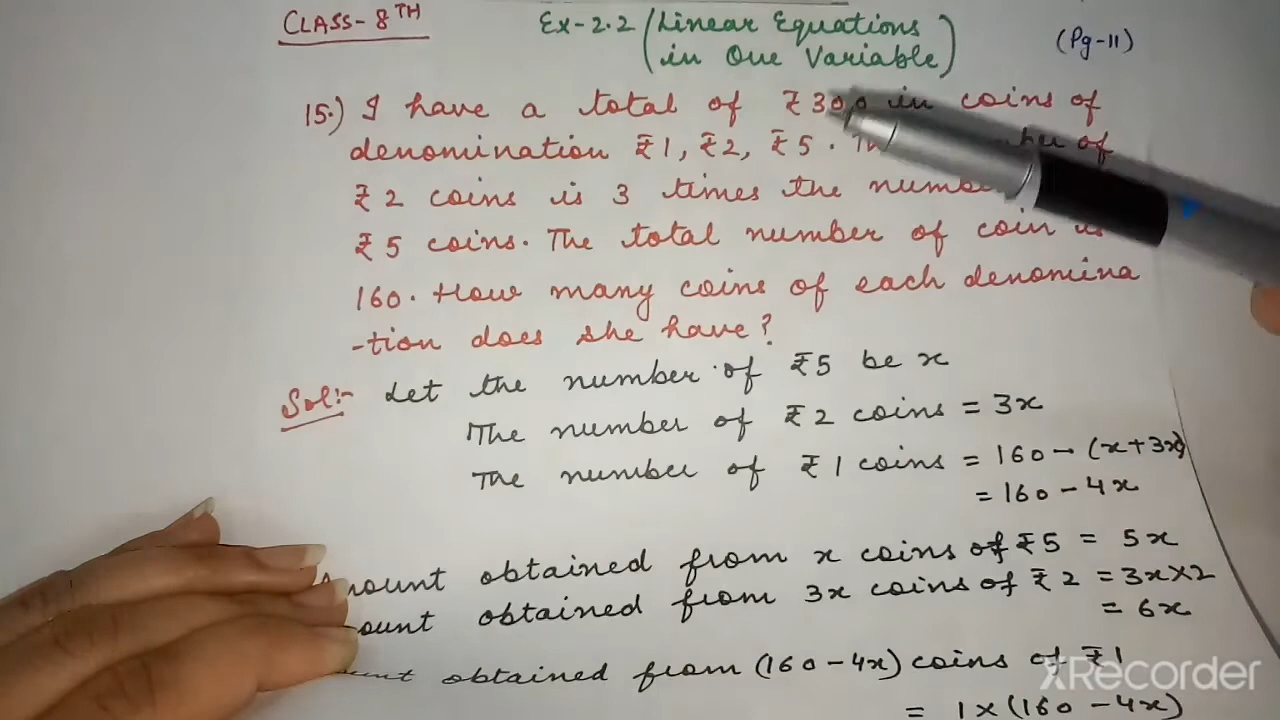 CLASS-8TH
Ex-2.2 (Linear Equations
in One Variable)
(Pg-11)
15.) I have a total of ₹300 in coins of
denomination ₹1, ₹2, ₹5. of
₹2 coins is 3 times the
₹5 coins. The total number of coin is
160. How many coins of each denomina
-tion does she have?
Sol:- Let the number of ₹5 be x
The number of ₹2 coins = 3x
The number of ₹1 coins = 160-(x+3x)
= 160-4x
obtained from x coins of ₹5 = 5x
obtained from 3x coins of ₹2 = 3x×2
= 6x
obtained from (160-4x) coins of ₹1
= 1×(160-4x)
XRecorder